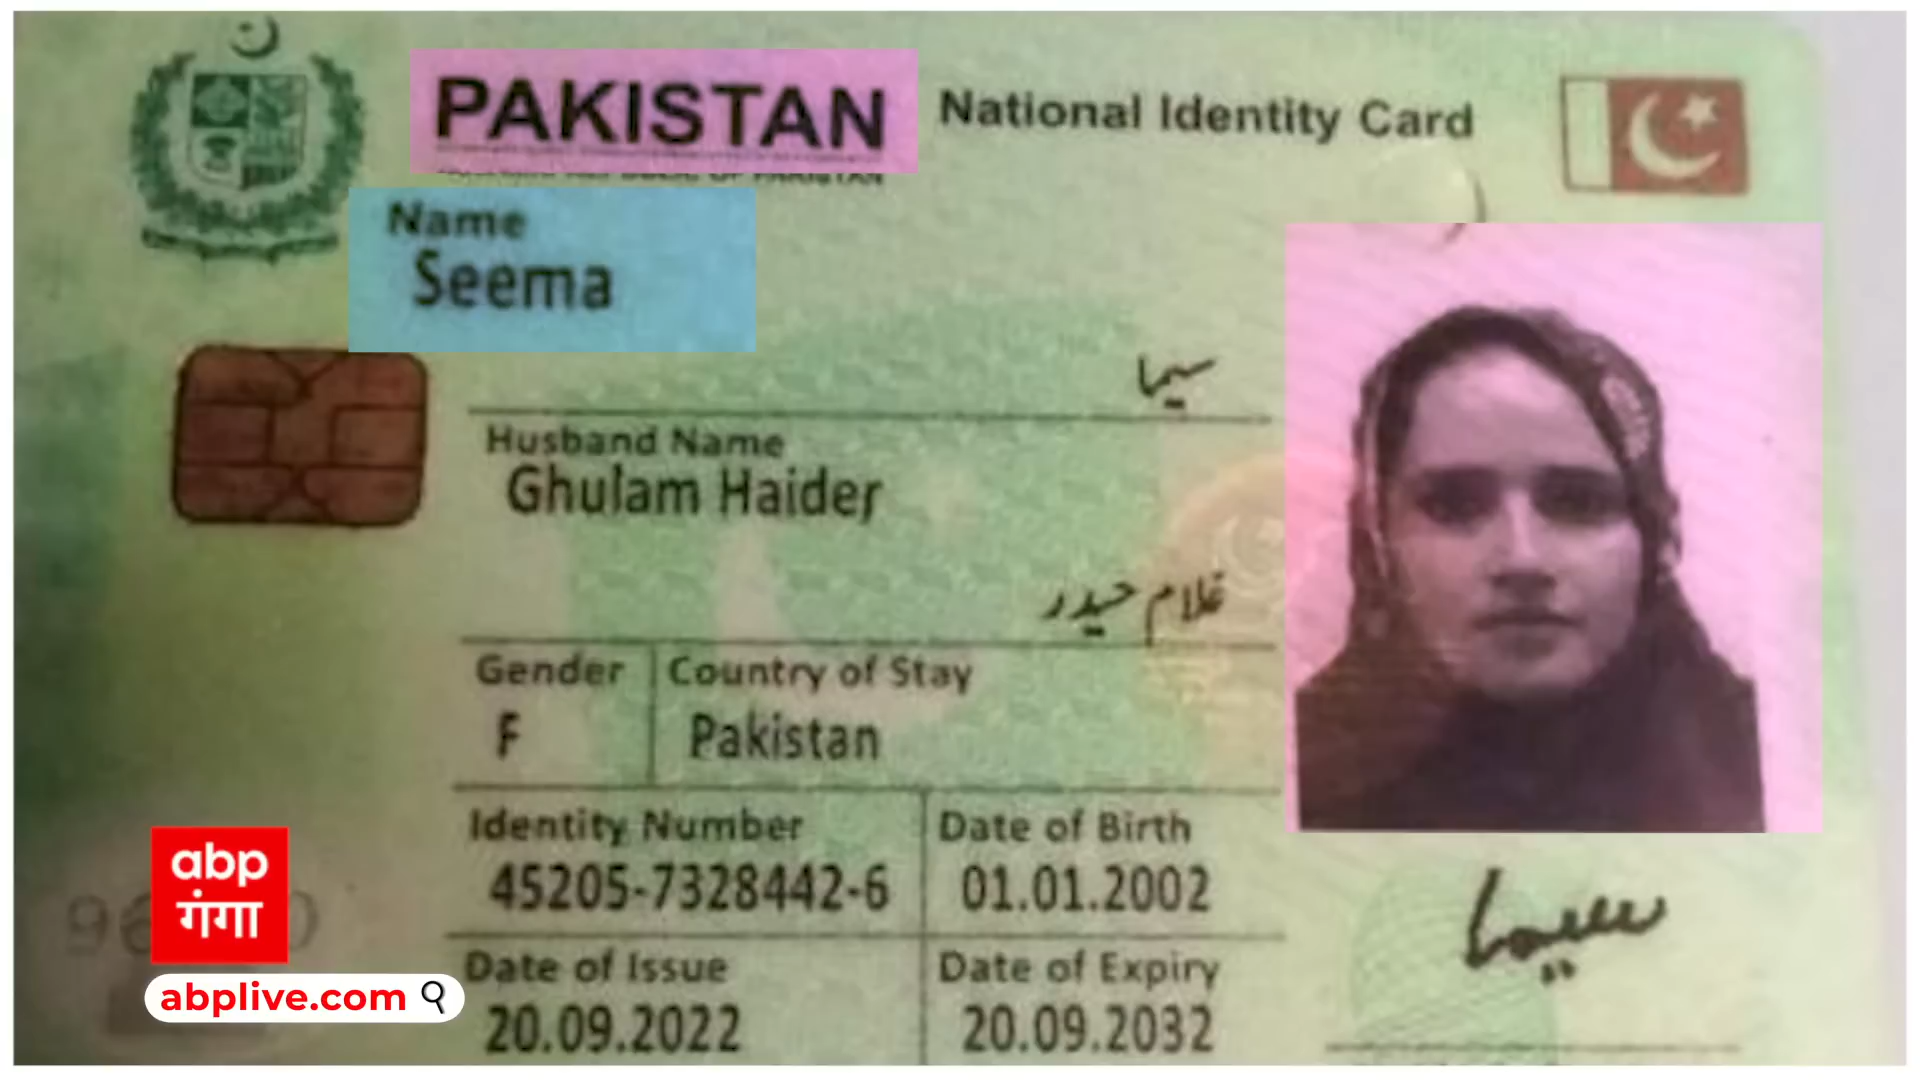 PAKISTAN National Identity Card
OF PAKISTAN
Name
Seema
سیما
Husband Name
Ghulam Haider
غلام حیدر
Gender Country of Stay
F Pakistan
Identity Number Date of Birth
45205-7328442-6 01.01.2002
سیما
Date of Issue Date of Expiry
20.09.2022 20.09.2032
abp
गंगा
abplive.com